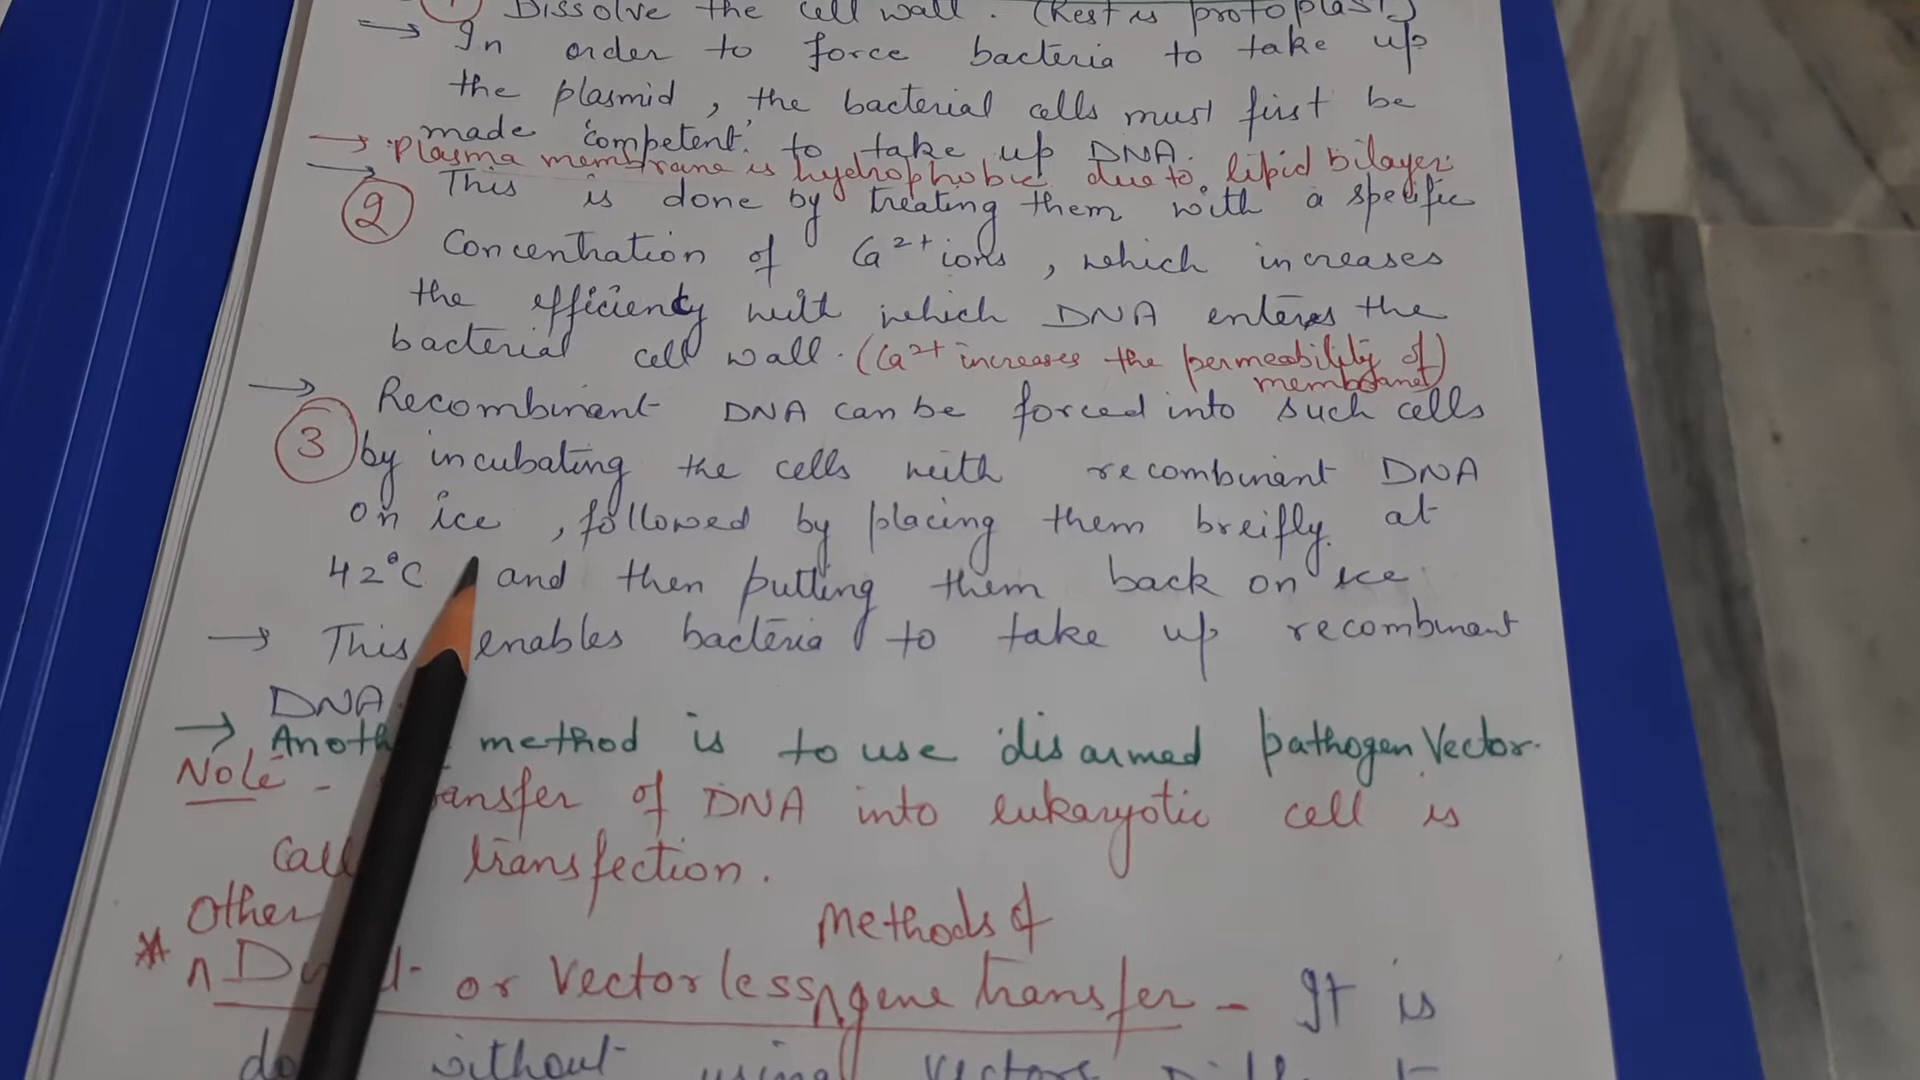 1 Dissolve the cell wall. (Rest is protoplast)
→ In order to force bacteria to take up
the plasmid, the bacterial cells must first be
made 'competent' to take up DNA.
→ Plasma membrane is hydrophobic due to lipid bilayer.
→ This is done by treating them with a specific
2 Concentration of Ca2+ ions, which increases
the efficiency with which DNA enters the
bacterial cell wall. (Ca2+ increases the permeability of
membrane)
→ Recombinant DNA can be forced into such cells
3 by incubating the cells with recombinant DNA
on ice, followed by placing them breifly at
42°C and then putting them back on ice.
→ This enables bacteria to take up recombinant
DNA.
→ method is to use disarmed pathogen Vector.
Note - of DNA into eukaryotic cell is
transfection.
Other methods of
* or Vectorless gene transfer - It is
without using vectors